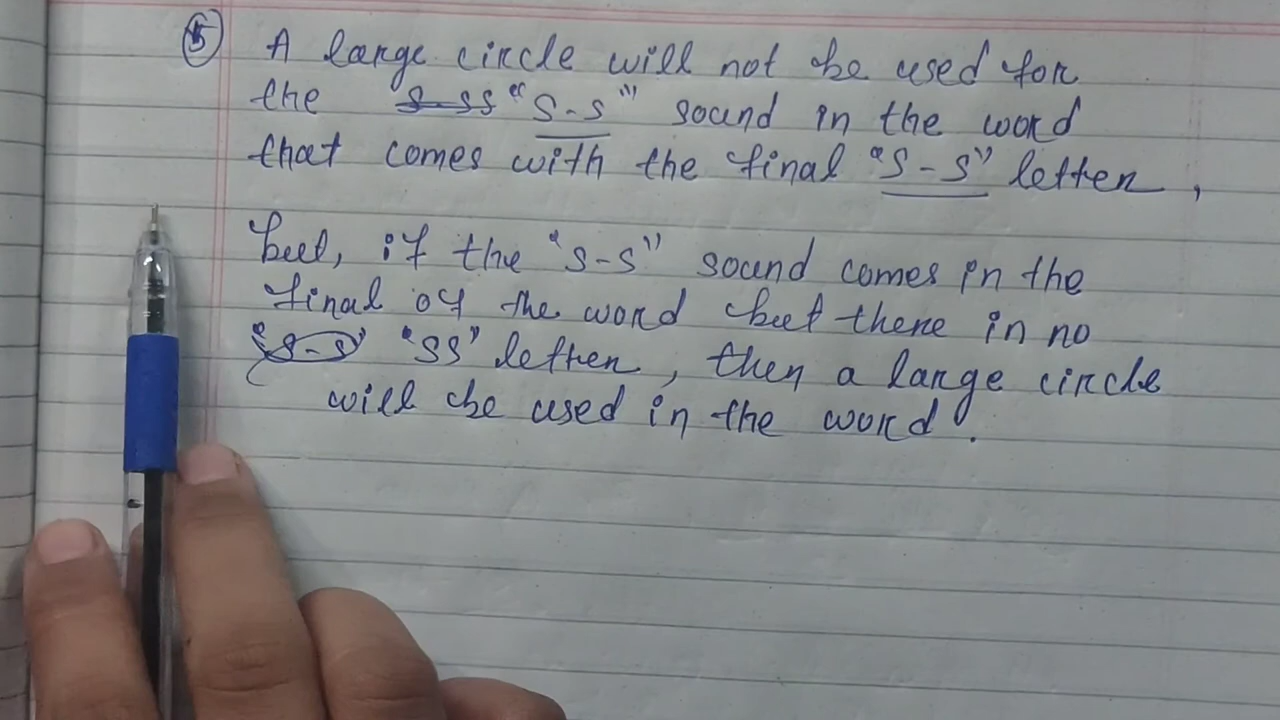 5 A large circle will not be used for
the s-ss "S-s" sound in the word
that comes with the final "S-S" letter,
but, if the "s-s" sound comes in the
final of the word but there in no
"s-s" "SS" letter, then a large circle
will be used in the word.